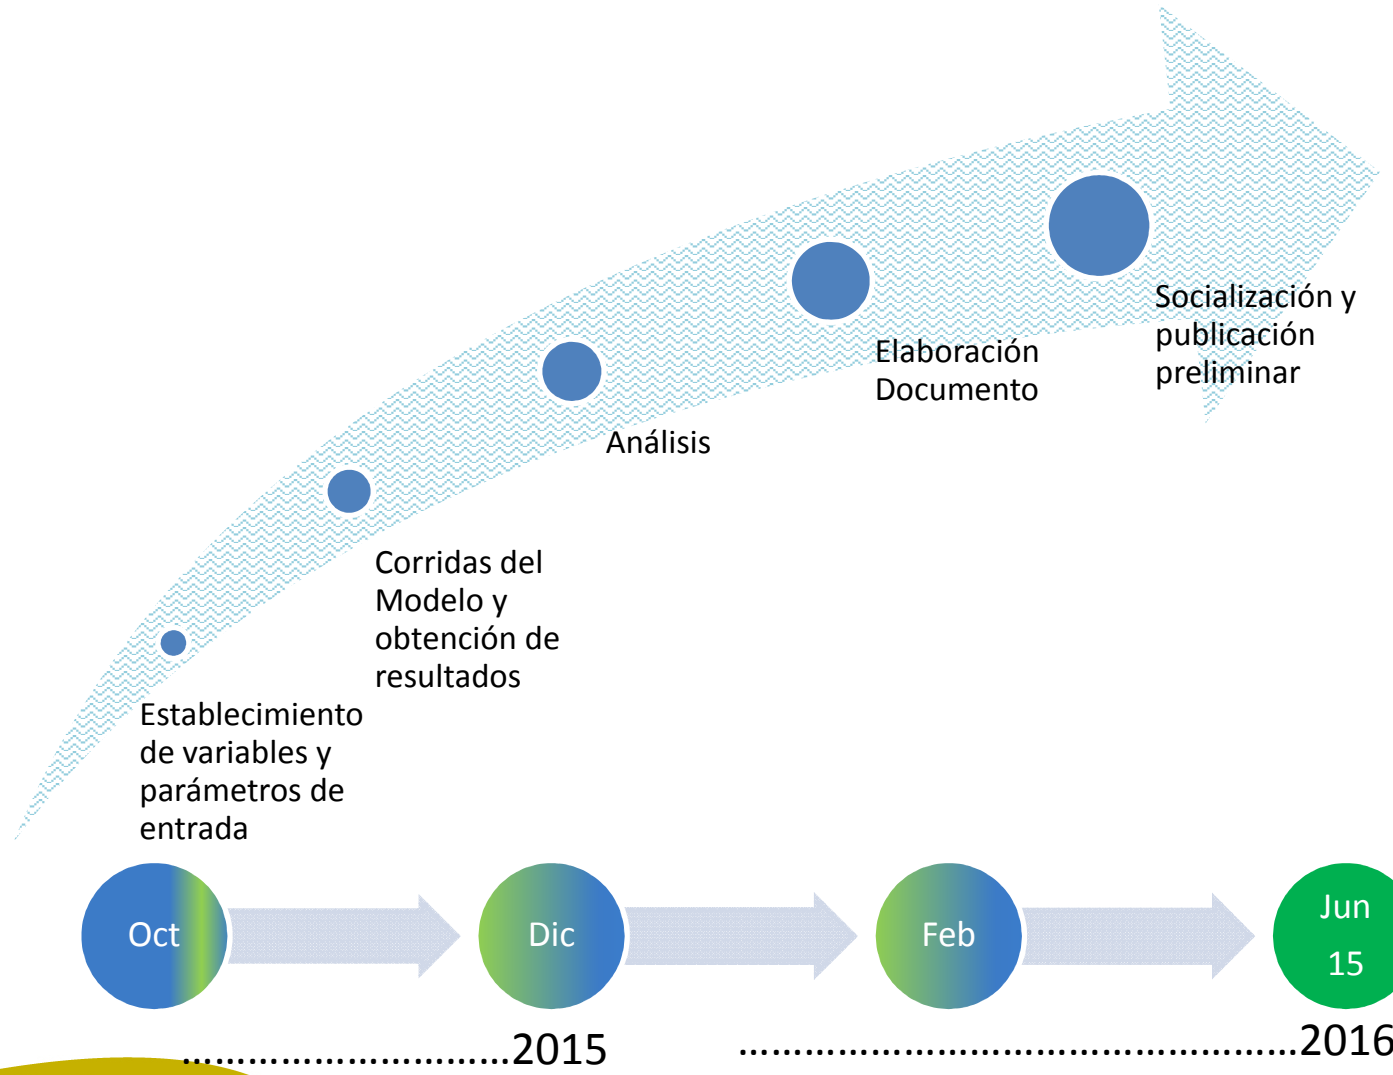 Socialización y
publicación
preliminar
Elaboración
Documento
Análisis
Corridas del
Modelo y
obtención de
resultados
Establecimiento
de variables y
parámetros de
entrada
Oct
Dic
Feb
Jun
15
2015
2016